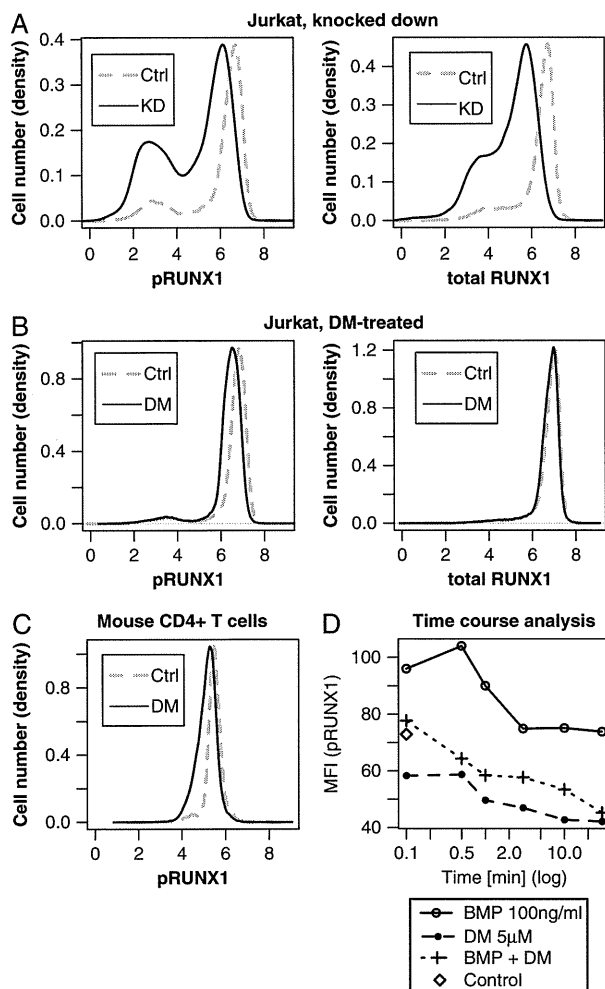 A
Jurkat, knocked down
Cell number (density)
0.4
0.3
0.2
0.1
0.0
Ctrl
KD
0 2 4 6 8
pRUNX1
Cell number (density)
0.4
0.2
0.0
Ctrl
KD
0 2 4 6 8
total RUNX1
B
Jurkat, DM-treated
Cell number (density)
0.8
0.4
0.0
Ctrl
DM
0 2 4 6 8
pRUNX1
Cell number (density)
1.2
0.8
0.4
0
Ctrl
DM
0 2 4 6 8
total RUNX1
C
Mouse CD4+ T cells
Cell number (density)
0.8
0.4
0.0
Ctrl
DM
0 2 4 6 8
pRUNX1
D
Time course analysis
MFI (pRUNX1)
100
80
60
40
0.1 0.5 2.0 10.0
Time [min] (log)
BMP 100ng/ml
DM 5µM
BMP + DM
Control